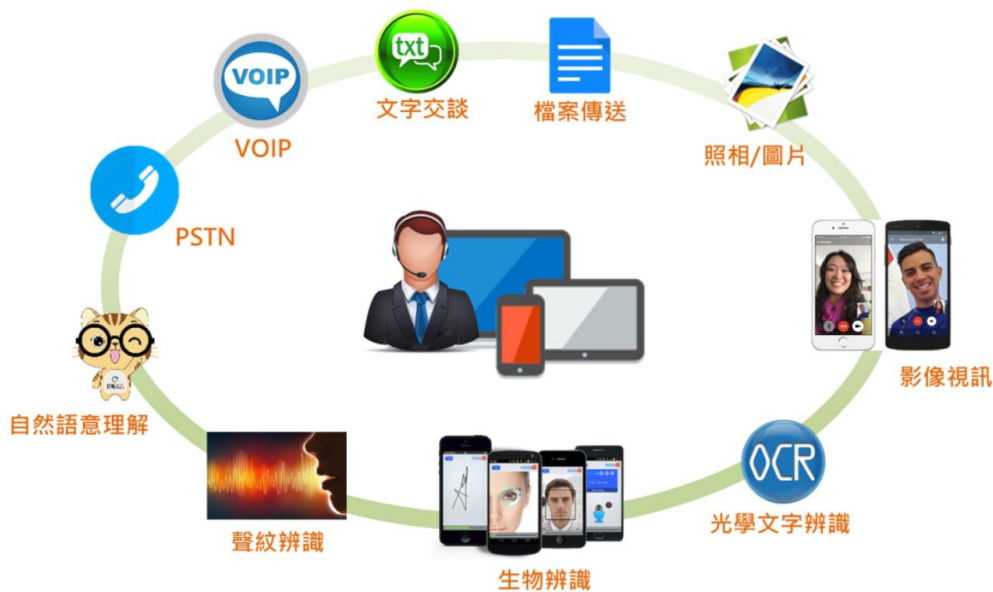 txt
VOIP
文字交談
檔案傳送
VOIP
照相/圖片
PSTN
影像視訊
自然語意理解
OCR
光學文字辨識
聲紋辨識
生物辨識